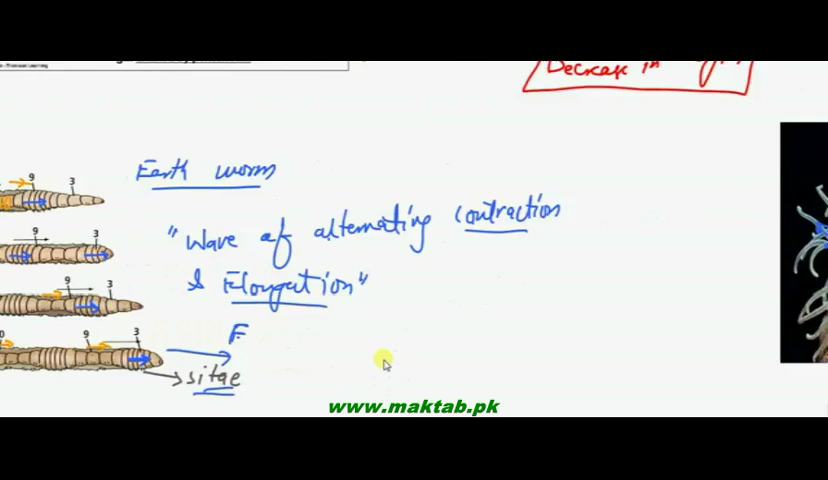 Decrease in
9 3
Earth worm
9 3
"Wave of alternating contraction
& Elongation"
9 3
9 3
F
sitae
www.maktab.pk